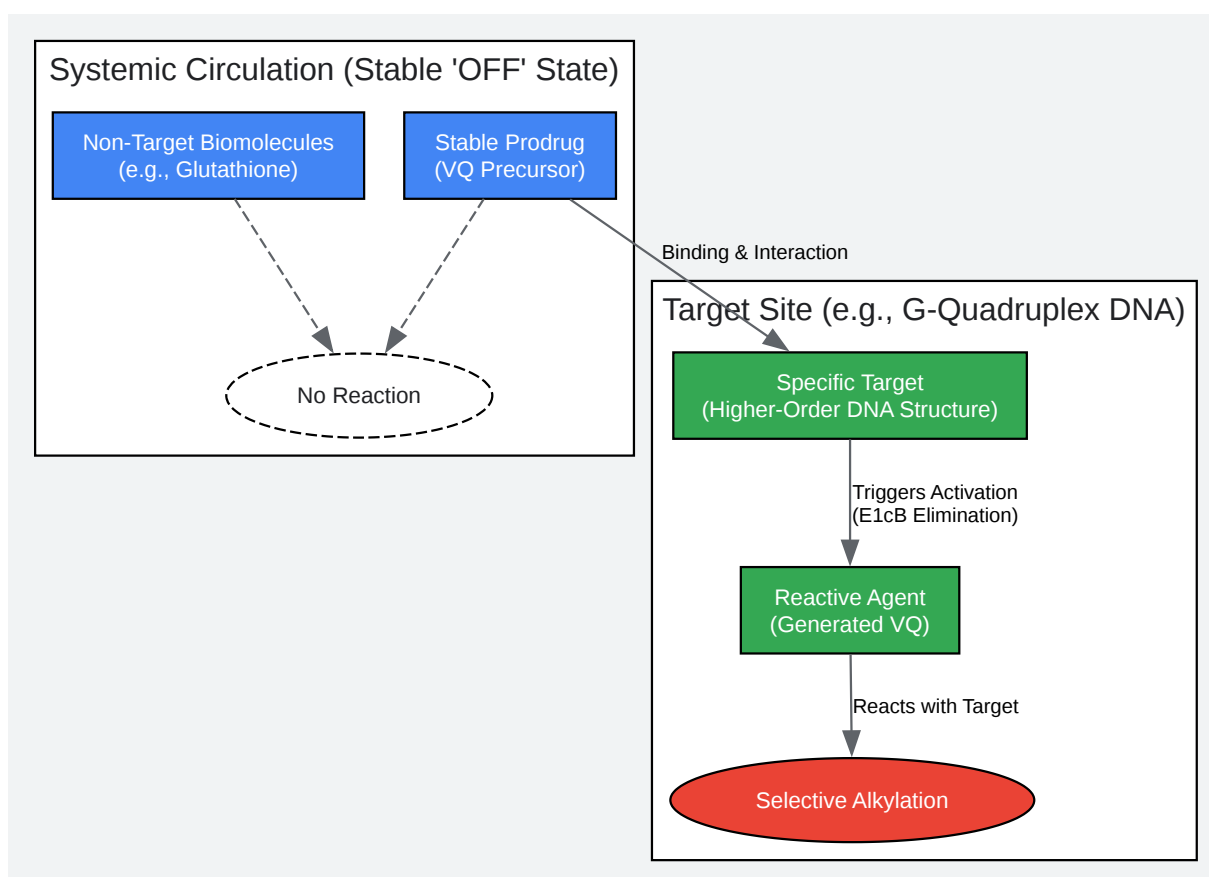 Systemic Circulation (Stable 'OFF' State)
Non-Target Biomolecules
(e.g., Glutathione)
Stable Prodrug
(VQ Precursor)
No Reaction
Binding & Interaction
Target Site (e.g., G-Quadruplex DNA)
Specific Target
(Higher-Order DNA Structure)
Triggers Activation
(E1cB Elimination)
Reactive Agent
(Generated VQ)
Reacts with Target
Selective Alkylation